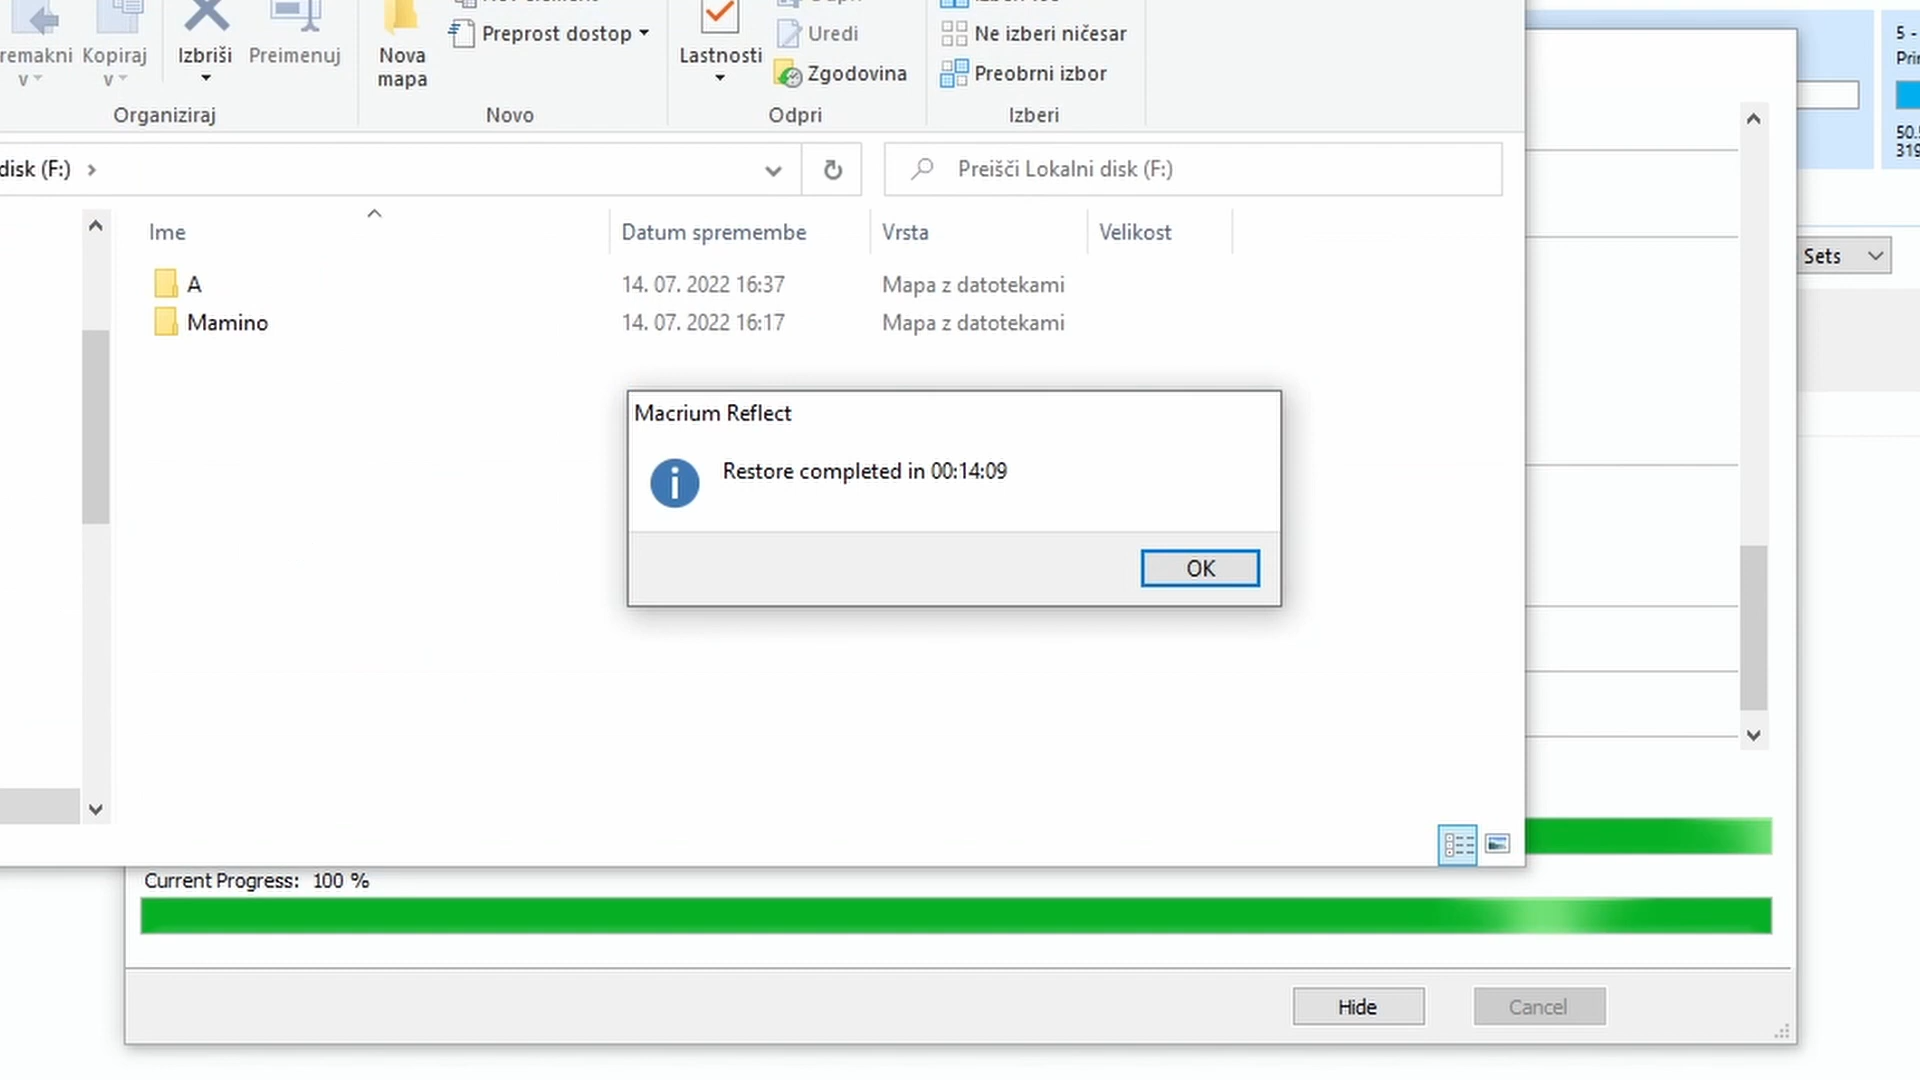 remakni
v
Kopiraj
v
Izbriši
Preimenuj
Organiziraj
Nova
mapa
Preprost dostop
Novo
Lastnosti
Uredi
Zgodovina
Odpri
Ne izberi ničesar
Preobrni izbor
Izberi
5 -
disk (F:)
Preišči Lokalni disk (F:)
Ime
Datum spremembe
Vrsta
Velikost
Sets
A
14. 07. 2022 16:37
Mapa z datotekami
Mamino
14. 07. 2022 16:17
Mapa z datotekami
Macrium Reflect
Restore completed in 00:14:09
OK
Current Progress: 100 %
Hide
Cancel